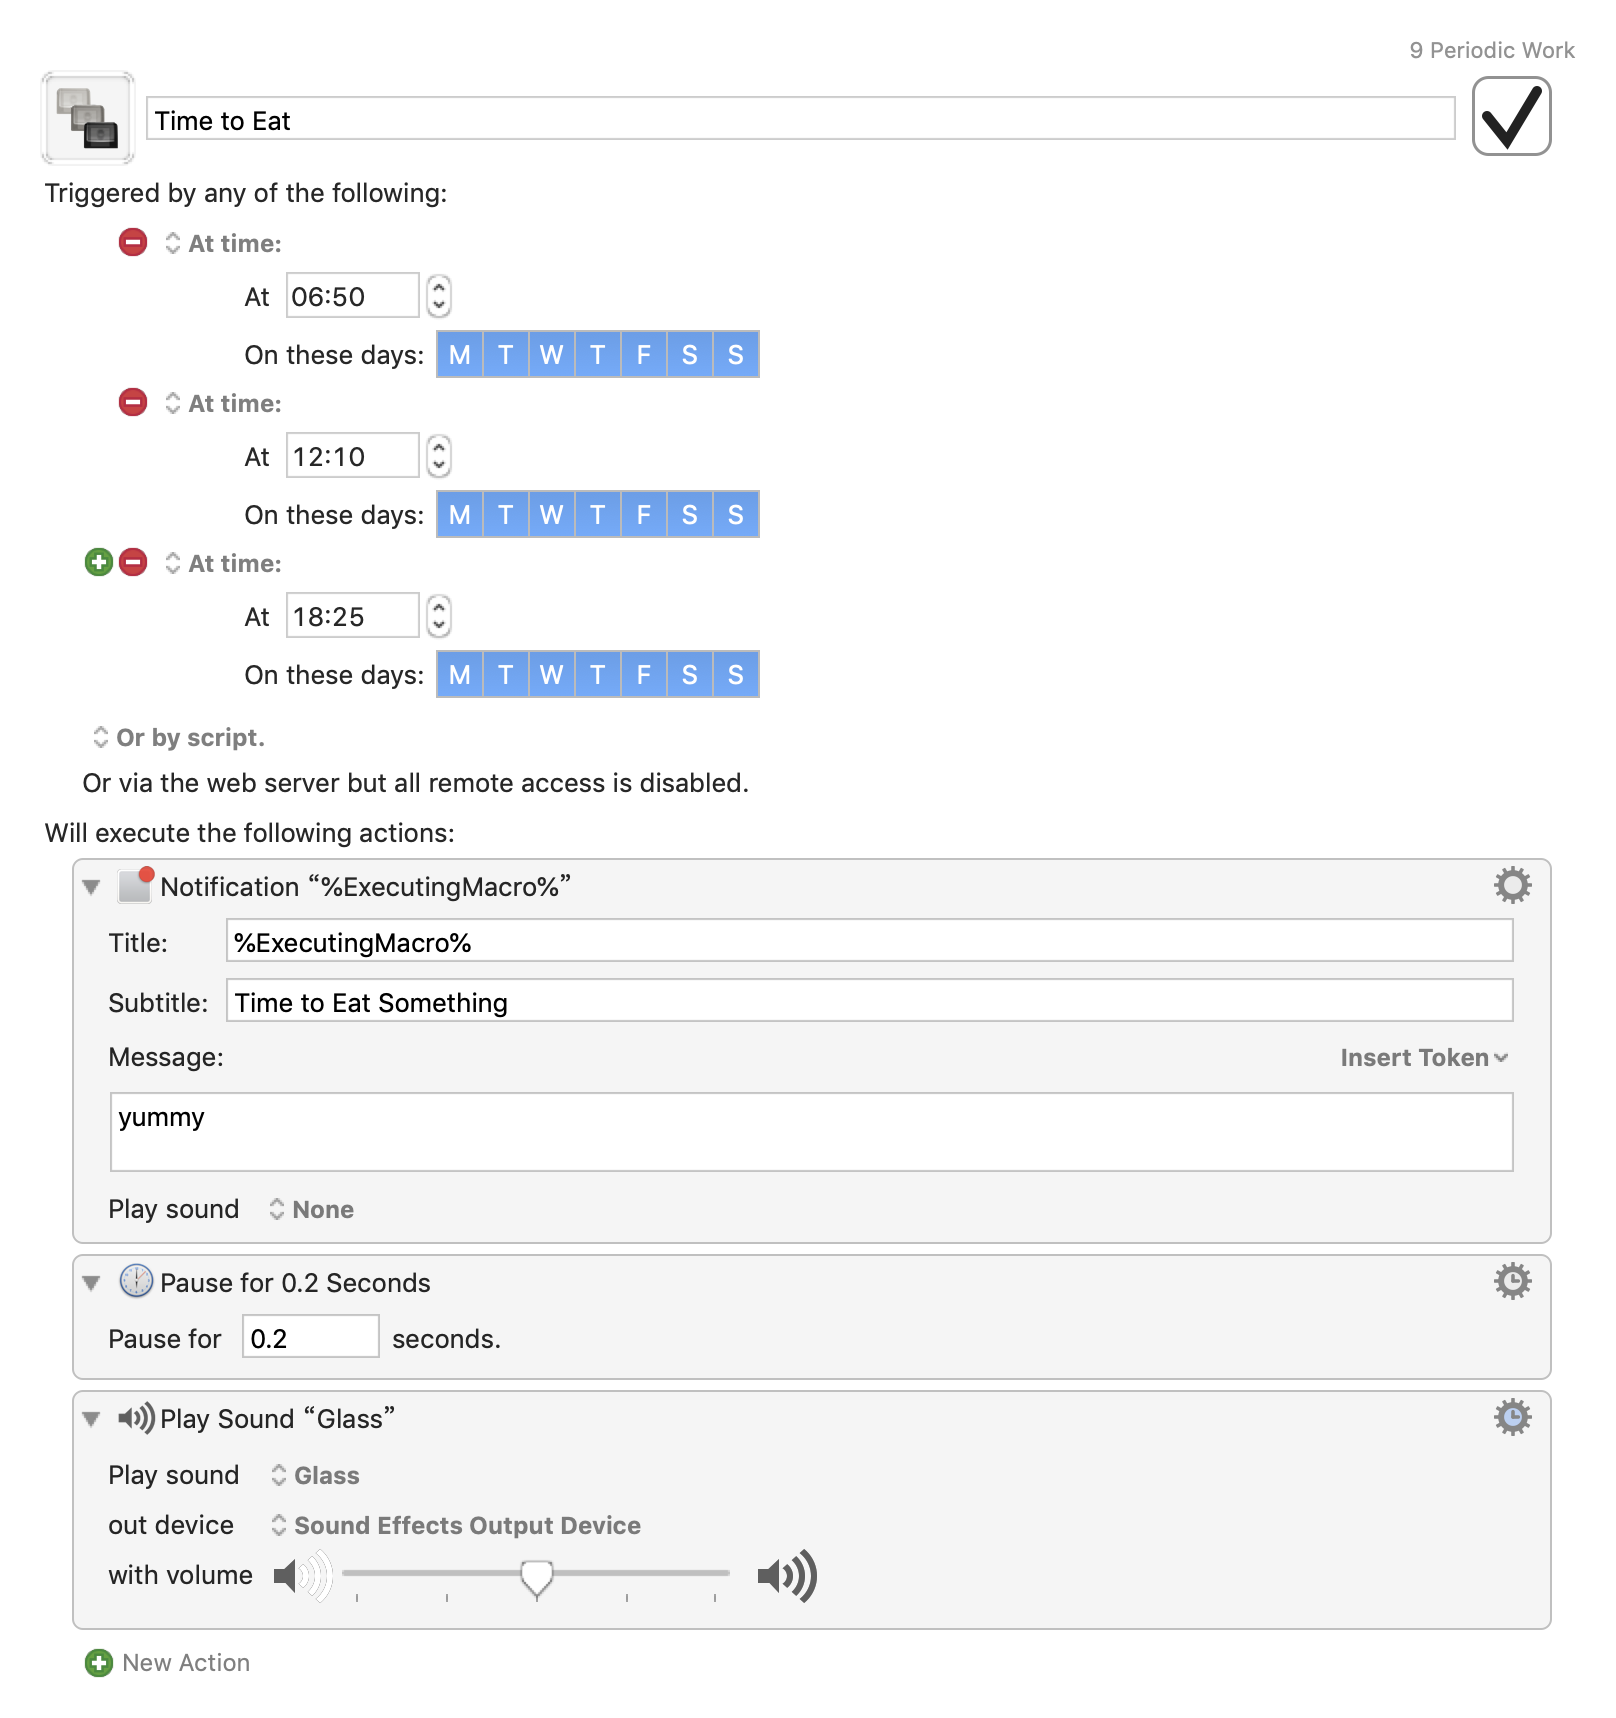 9 Periodic Work
Time to Eat
Triggered by any of the following:
At time:
At 06:50
On these days: M T W T F S S
At time:
At 12:10
On these days: M T W T F S S
At time:
At 18:25
On these days: M T W T F S S
Or by script.
Or via the web server but all remote access is disabled.
Will execute the following actions:
Notification “%ExecutingMacro%”
Title: %ExecutingMacro%
Subtitle: Time to Eat Something
Message: Insert Token
yummy
Play sound None
Pause for 0.2 Seconds
Pause for 0.2 seconds.
Play Sound “Glass”
Play sound Glass
out device Sound Effects Output Device
with volume
New Action